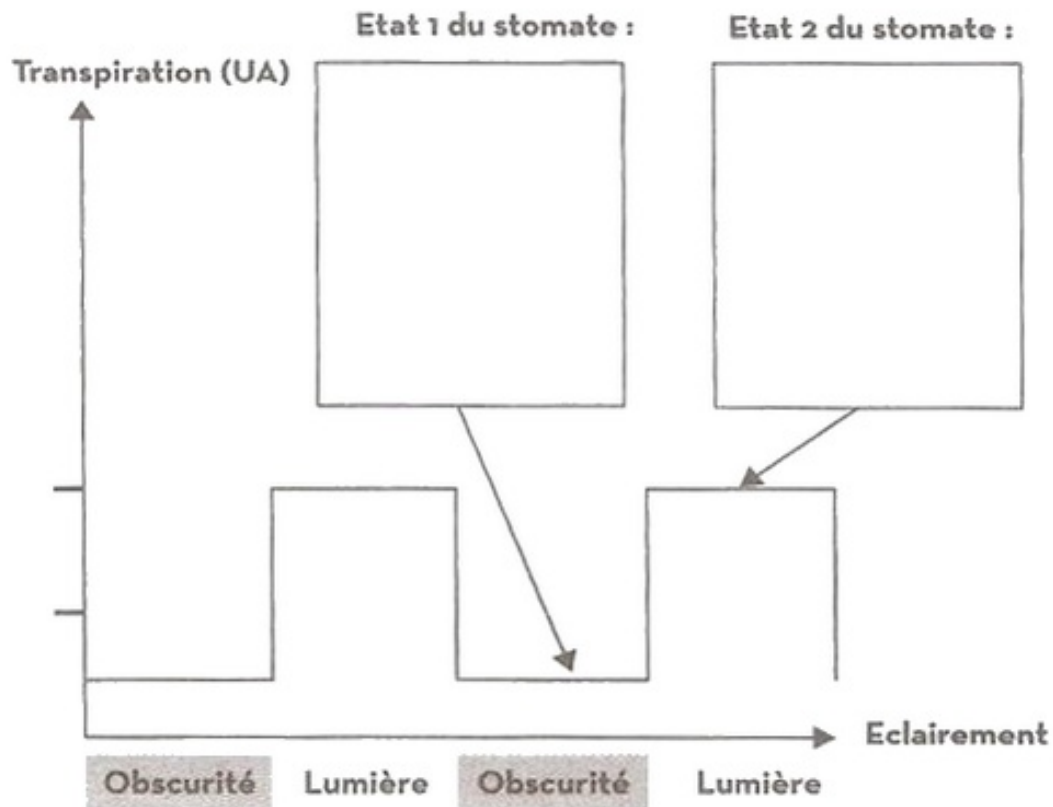 Etat 1 du stomate :
Etat 2 du stomate :
Transpiration (UA)
Eclairement
Obscurité
Lumière
Obscurité
Lumière